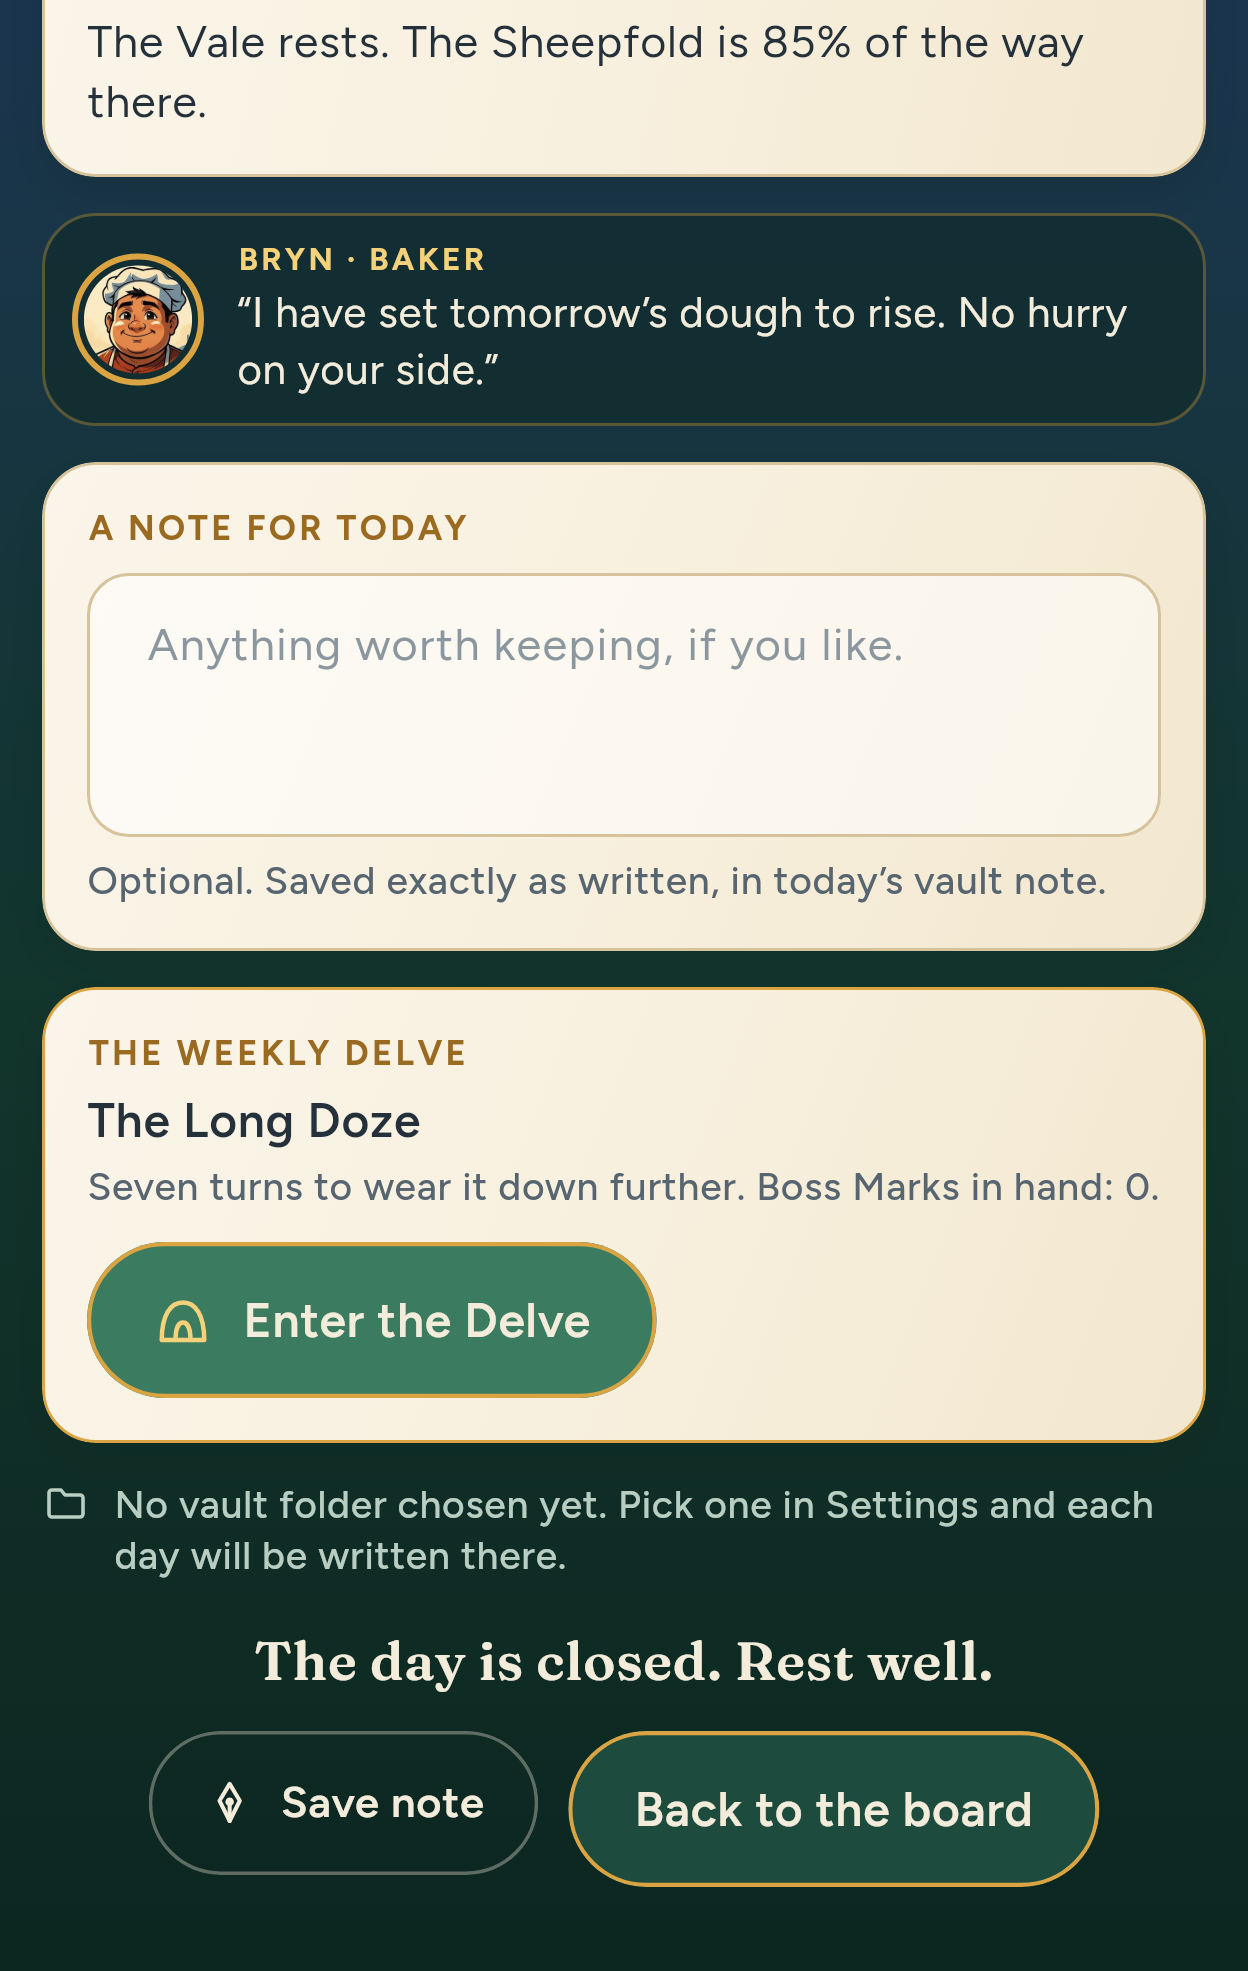 The Vale rests. The Sheepfold is 85% of the way
there.
BRYN · BAKER
“I have set tomorrow’s dough to rise. No hurry
on your side.”
A NOTE FOR TODAY
Anything worth keeping, if you like.
Optional. Saved exactly as written, in today’s vault note.
THE WEEKLY DELVE
The Long Doze
Seven turns to wear it down further. Boss Marks in hand: 0.
Enter the Delve
No vault folder chosen yet. Pick one in Settings and each
day will be written there.
The day is closed. Rest well.
Save note
Back to the board